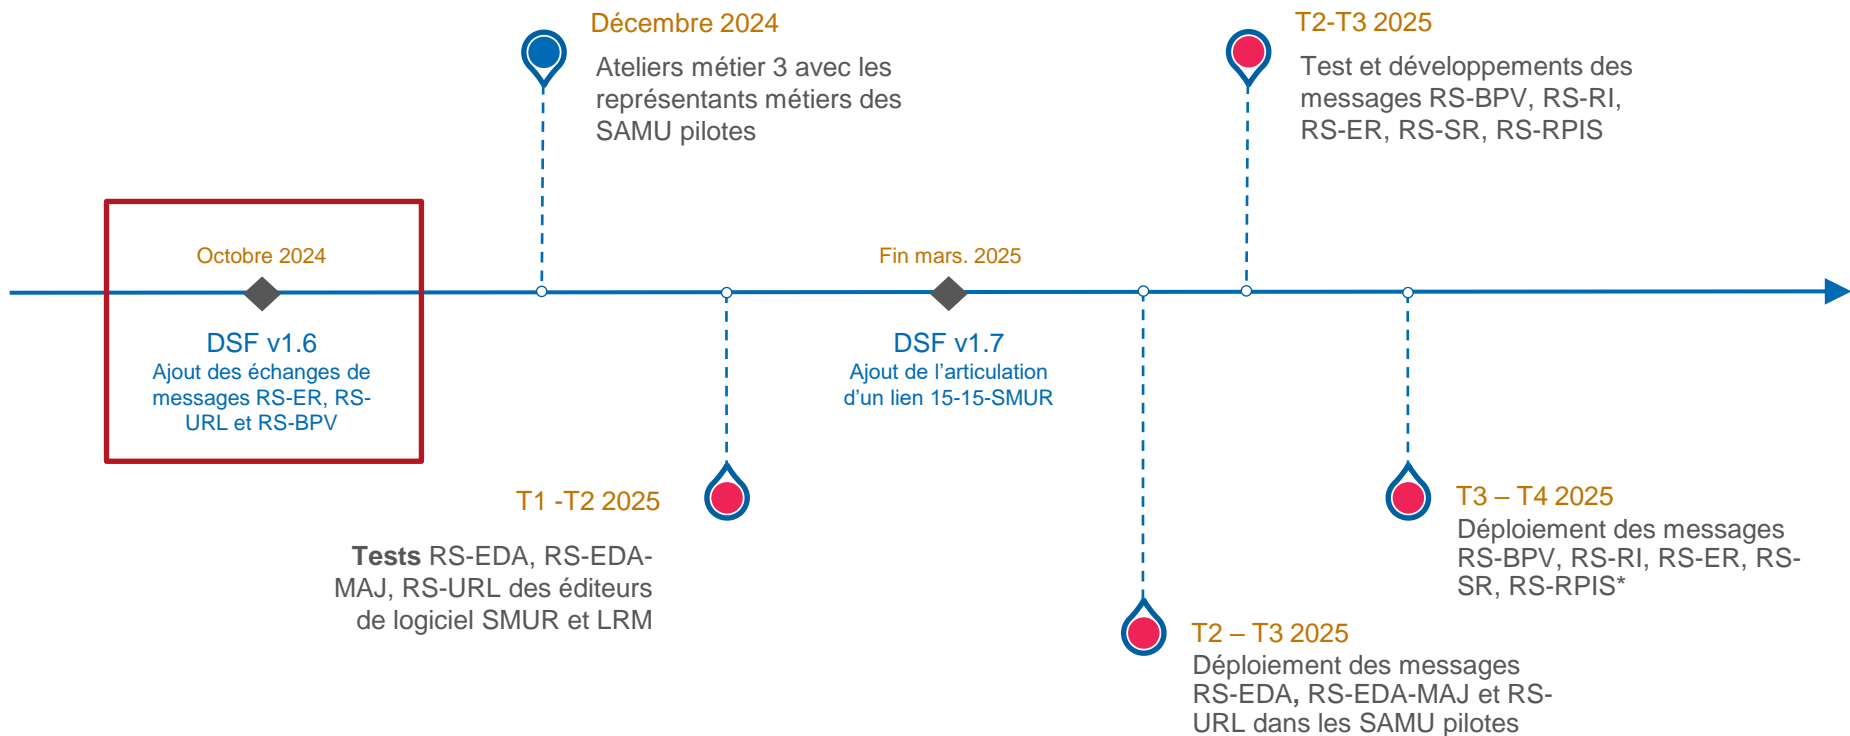 Décembre 2024
Ateliers métier 3 avec les
représentants métiers des
SAMU pilotes
T2-T3 2025
Test et développements des
messages RS-BPV, RS-RI,
RS-ER, RS-SR, RS-RPIS
Octobre 2024
DSF v1.6
Ajout des échanges de
messages RS-ER, RS-
URL et RS-BPV
Fin mars. 2025
DSF v1.7
Ajout de l’articulation
d’un lien 15-15-SMUR
T1 -T2 2025
Tests RS-EDA, RS-EDA-
MAJ, RS-URL des éditeurs
de logiciel SMUR et LRM
T3 – T4 2025
Déploiement des messages
RS-BPV, RS-RI, RS-ER, RS-
SR, RS-RPIS*
T2 – T3 2025
Déploiement des messages
RS-EDA, RS-EDA-MAJ et RS-
URL dans les SAMU pilotes